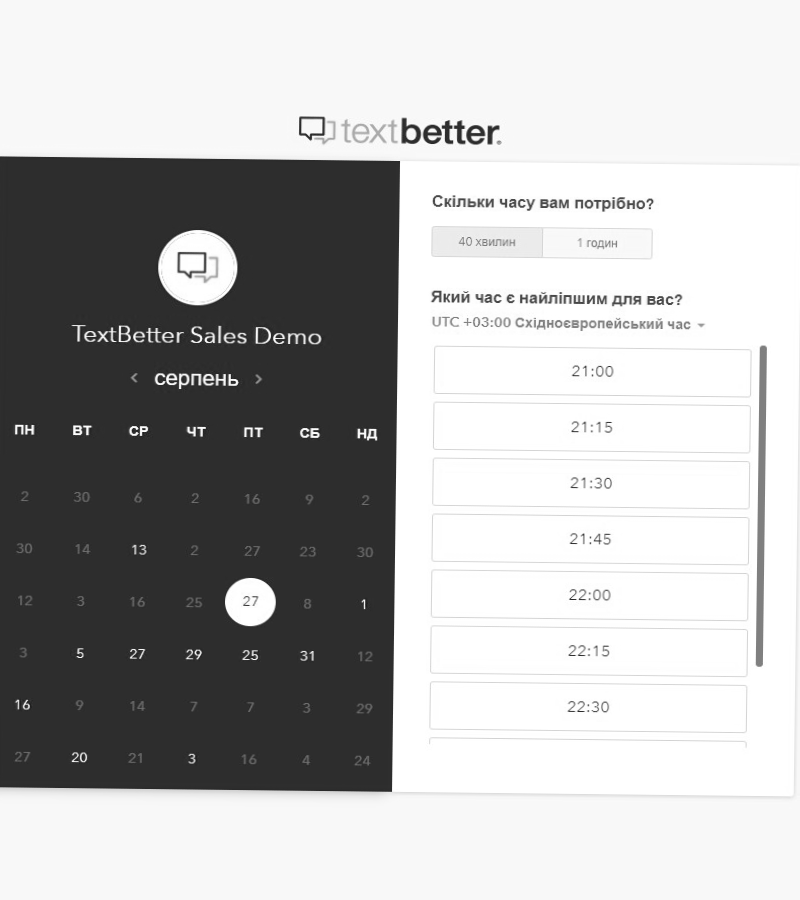 textbetter.
TextBetter Sales Demo
серпень
ПН ВТ СР ЧТ ПТ СБ НД
2 30 6 2 16 9 2
30 14 13 2 27 23 30
12 3 16 25 27 8 1
3 5 27 29 25 31 12
16 9 14 7 7 3 29
27 20 21 3 16 4 24
Скільки часу вам потрібно?
40 хвилин 1 годин
Який час є найліпшим для вас?
UTC +03:00 Східноєвропейський час
21:00
21:15
21:30
21:45
22:00
22:15
22:30